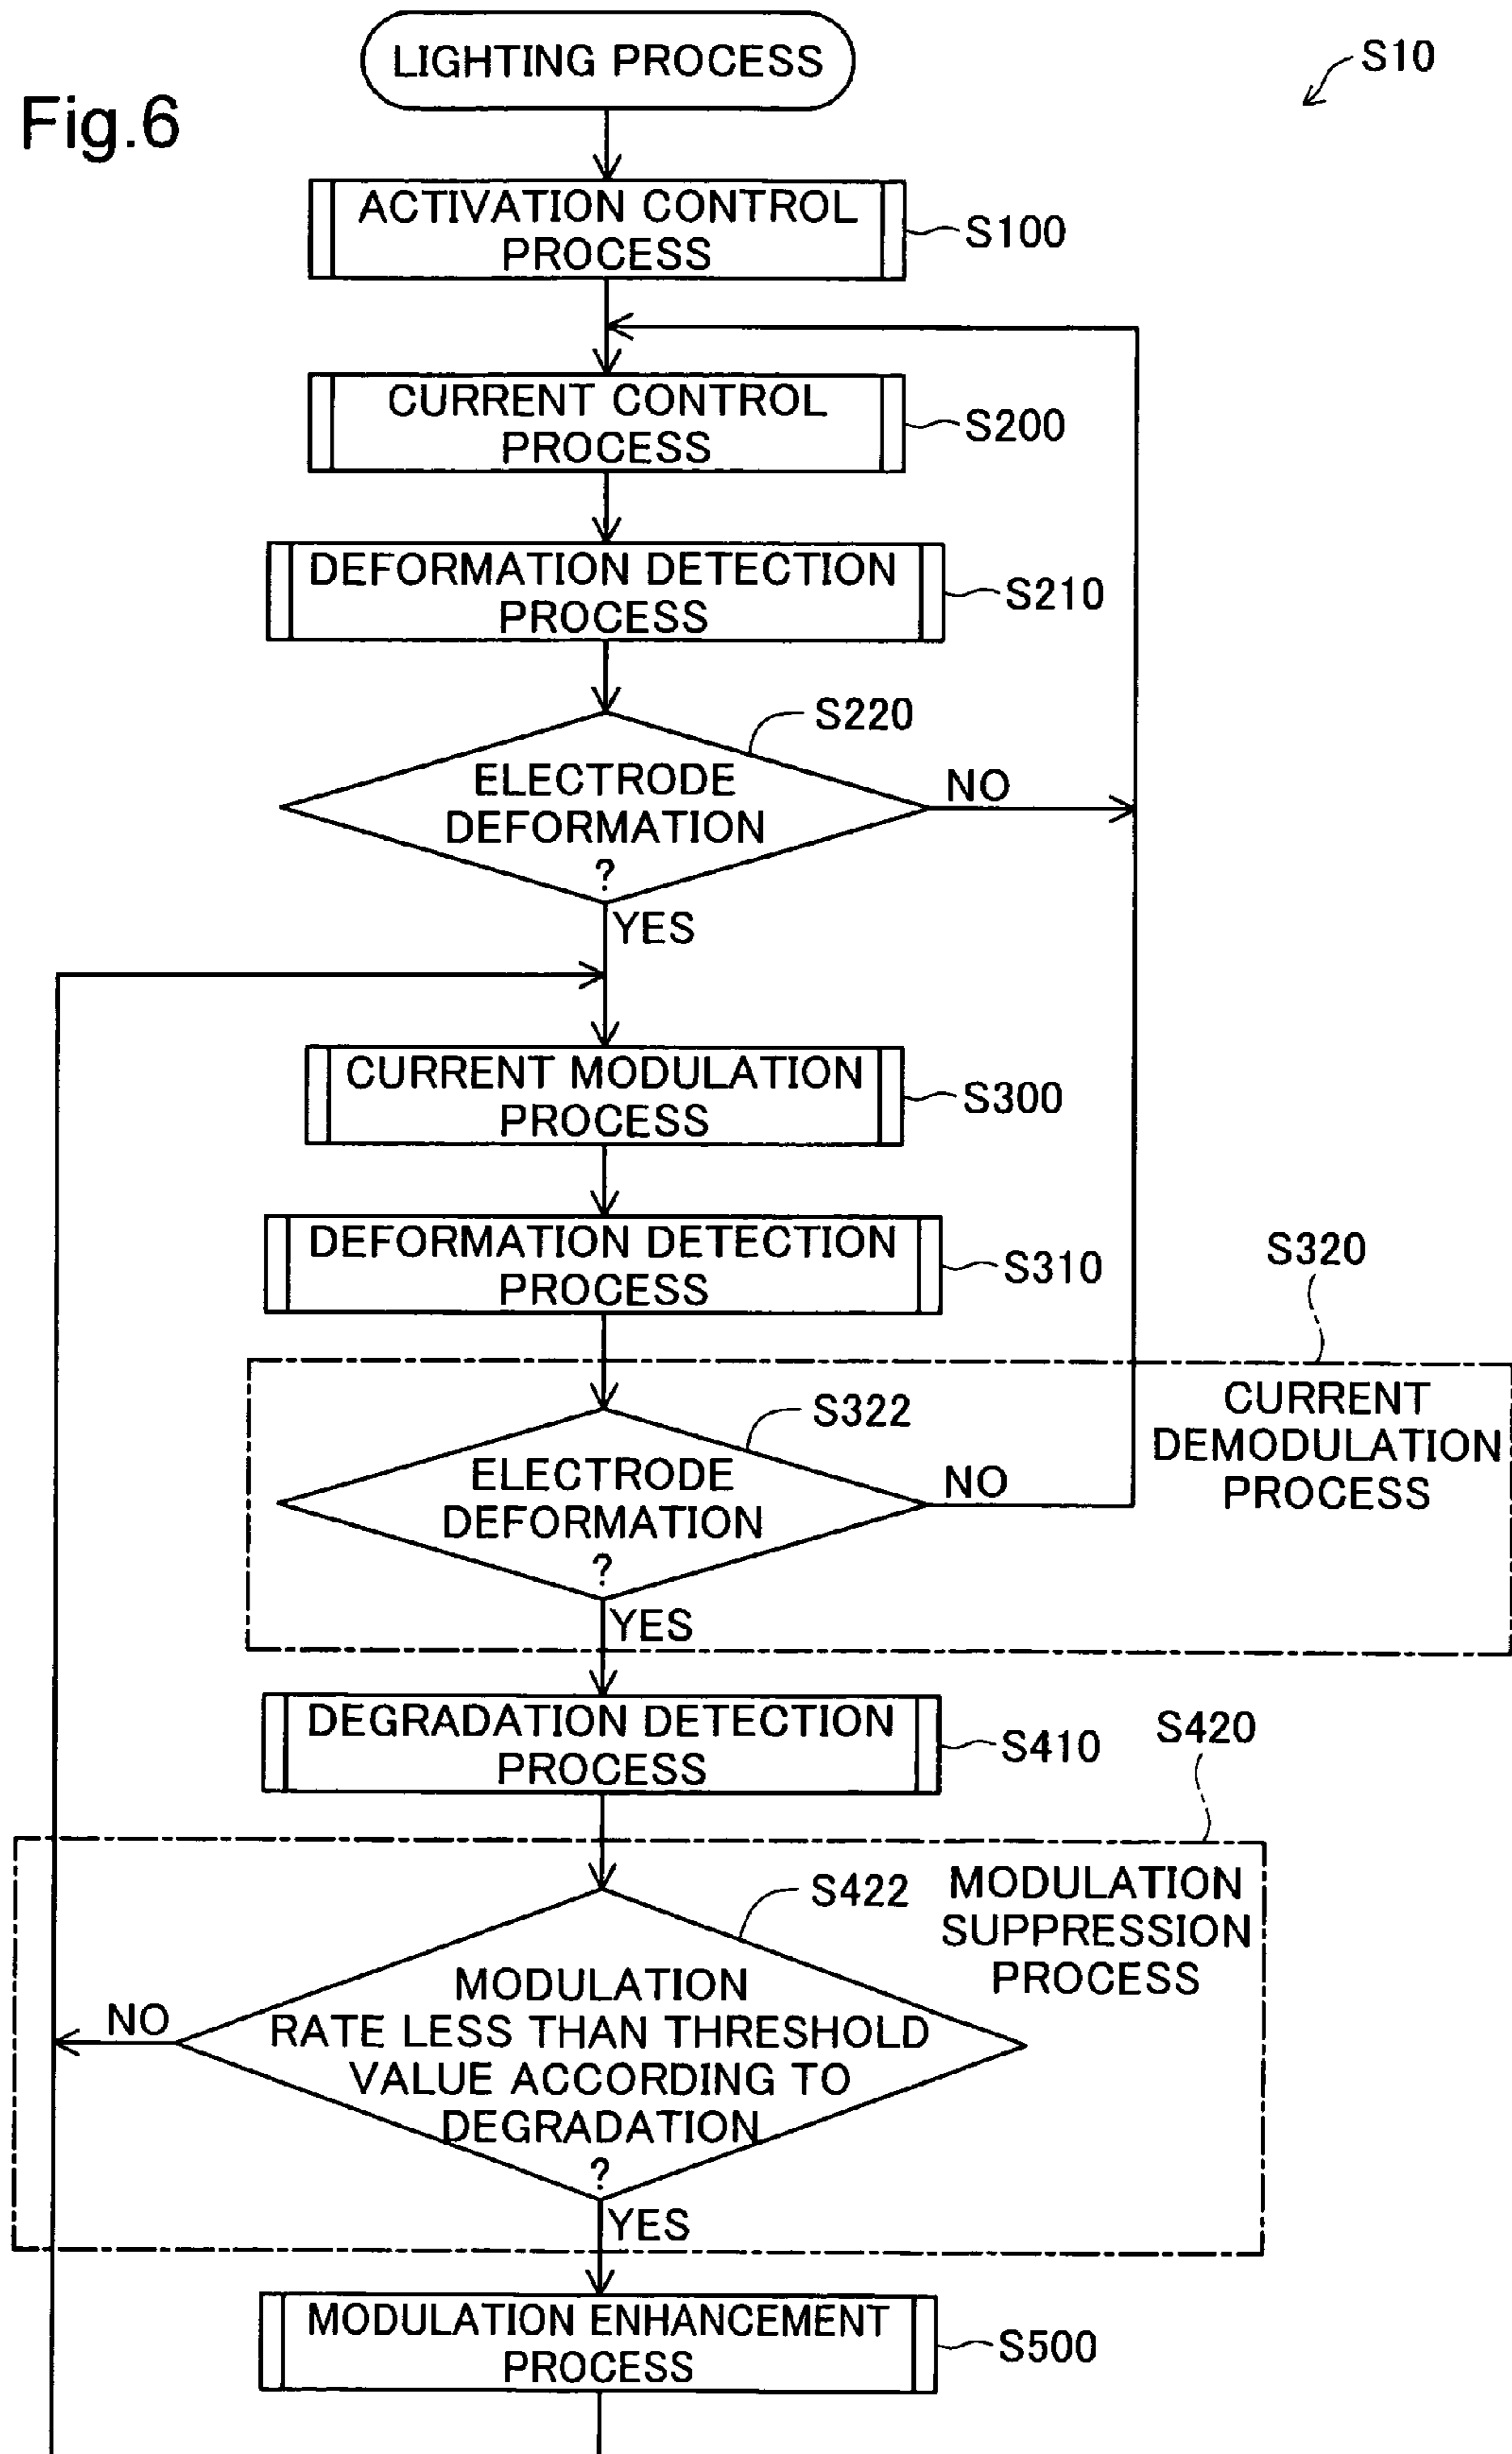 Fig.6
LIGHTING PROCESS
S10
ACTIVATION CONTROL
PROCESS
S100
CURRENT CONTROL
PROCESS
S200
DEFORMATION DETECTION
PROCESS
S210
S220
ELECTRODE
DEFORMATION
?
NO
YES
CURRENT MODULATION
PROCESS
S300
DEFORMATION DETECTION
PROCESS
S310
S320
CURRENT
DEMODULATION
PROCESS
S322
ELECTRODE
DEFORMATION
?
NO
YES
DEGRADATION DETECTION
PROCESS
S410
S420
MODULATION
SUPPRESSION
PROCESS
S422
MODULATION
RATE LESS THAN THRESHOLD
VALUE ACCORDING TO
DEGRADATION
?
NO
YES
MODULATION ENHANCEMENT
PROCESS
S500